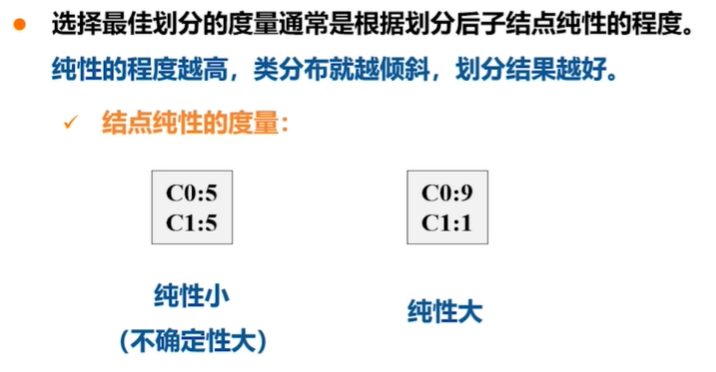 选择最佳划分的度量通常是根据划分后子结点纯性的程度。
纯性的程度越高，类分布就越倾斜，划分结果越好。
✓ 结点纯性的度量：
C0:5
C1:5
C0:9
C1:1
纯性小
（不确定性大）
纯性大